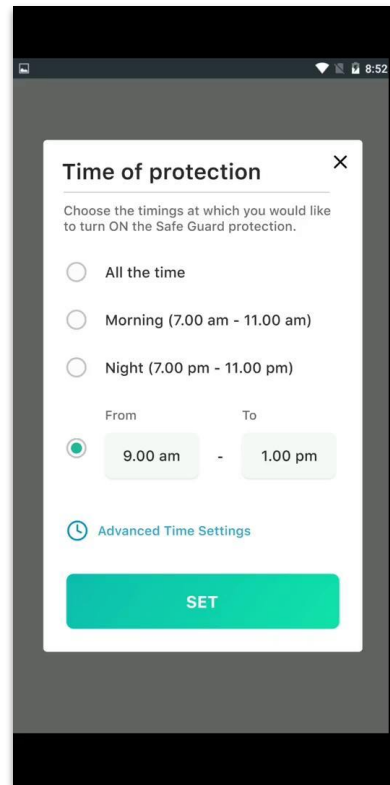 8:52
Time of protection
Choose the timings at which you would like
to turn ON the Safe Guard protection.
All the time
Morning (7.00 am - 11.00 am)
Night (7.00 pm - 11.00 pm)
From To
9.00 am - 1.00 pm
Advanced Time Settings
SET